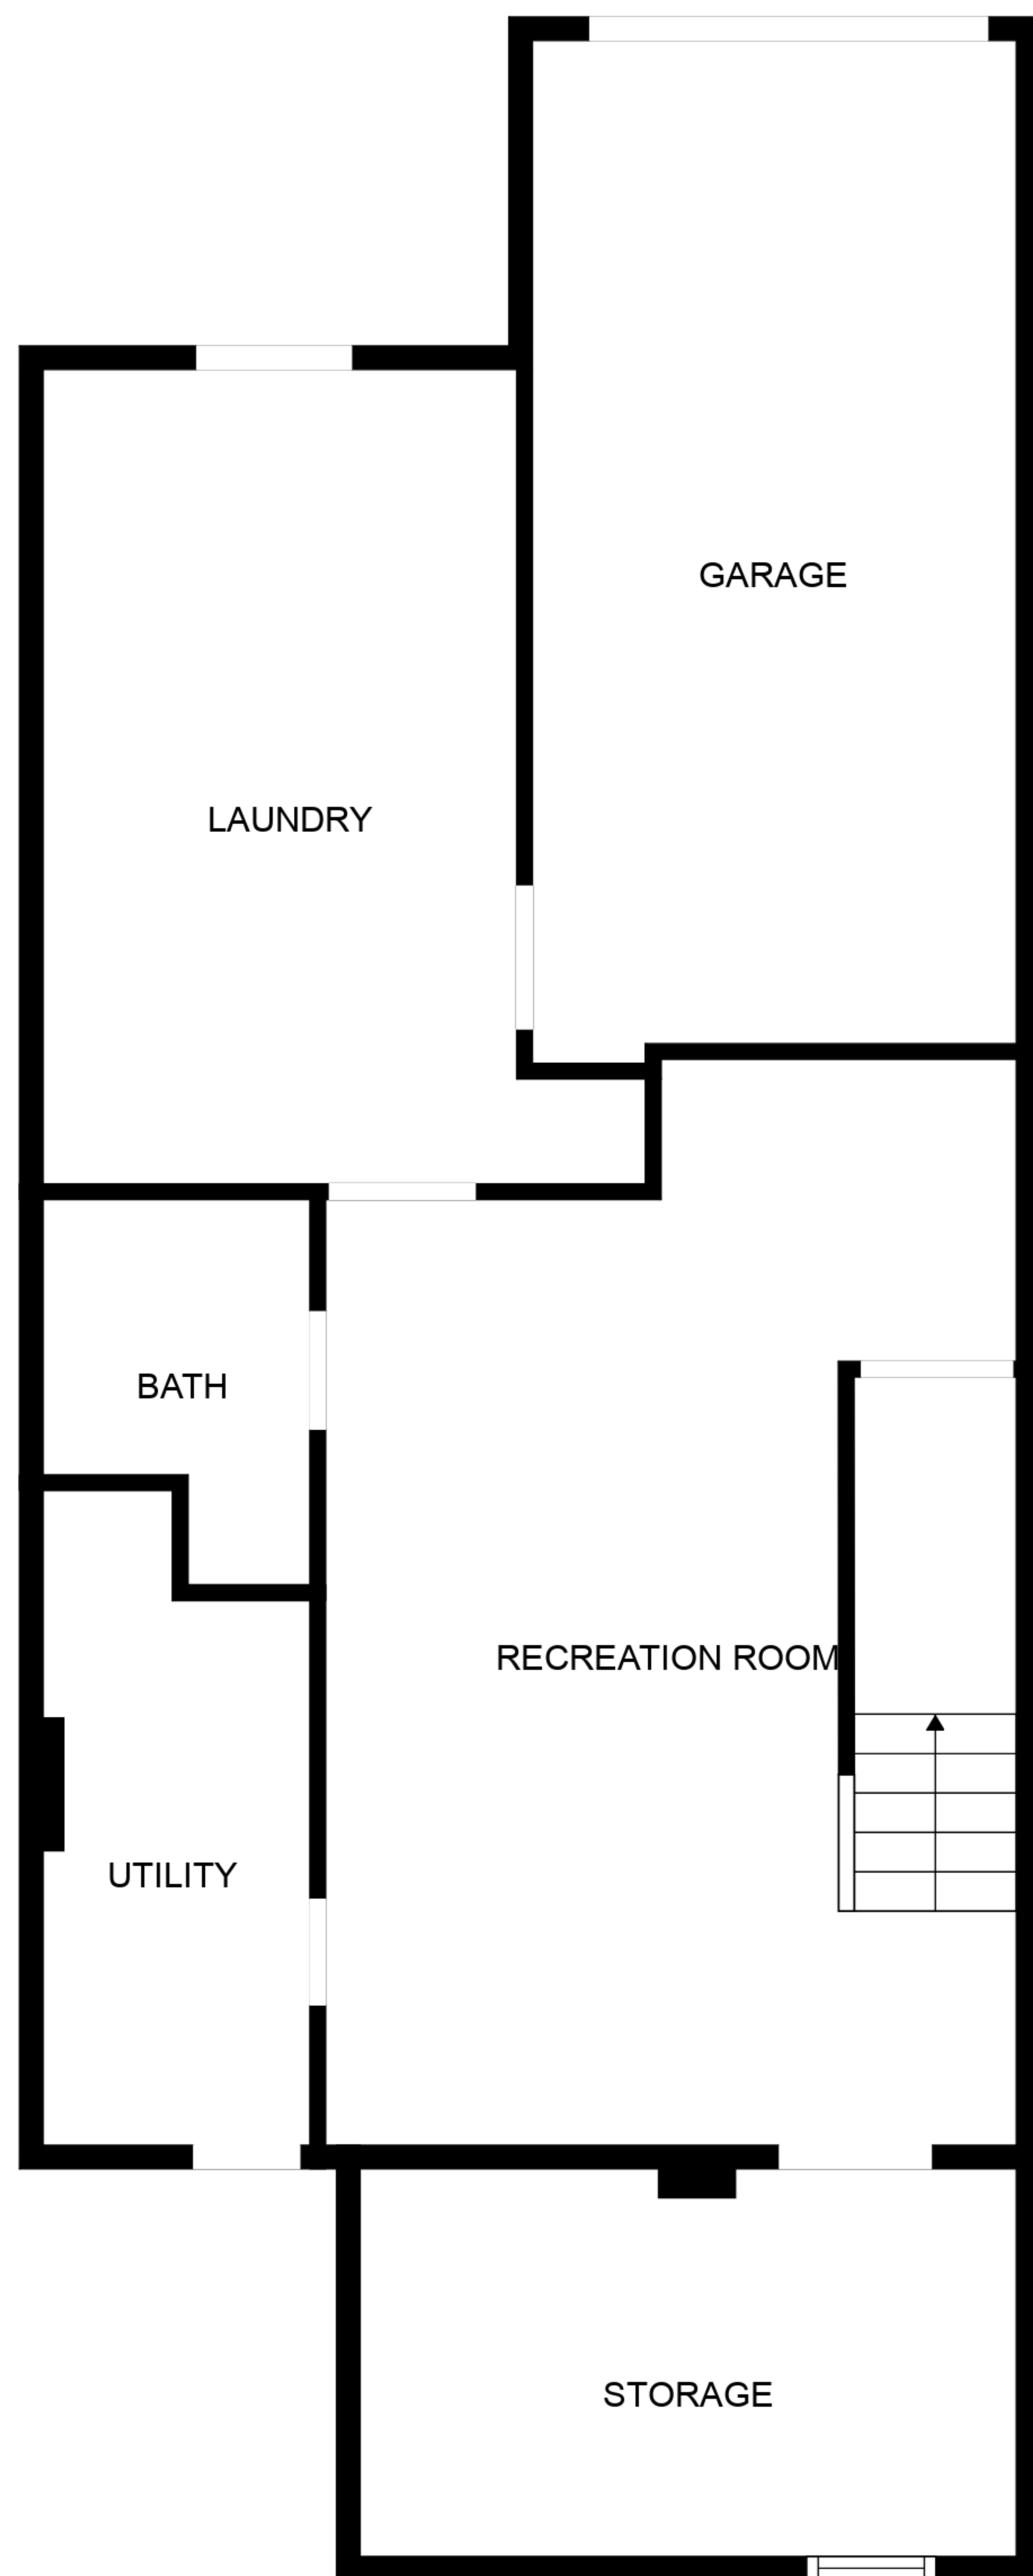 GARAGE
LAUNDRY
BATH
RECREATION ROOM
UTILITY
STORAGE